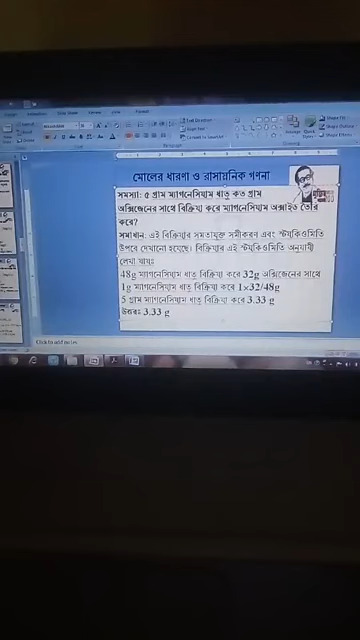 মোলের ধারণা ও রাসায়নিক গণনা
সমস্যা: ৫ গ্রাম ম্যাগনেসিয়াম ধাতু কত গ্রাম
অক্সিজেনের সাথে বিক্রিয়া করে ম্যাগনেসিয়াম অক্সাইড তৈরি
করে?
সমাধান: এই বিক্রিয়ার সমতাযুক্ত সমীকরণ এবং স্টয়কিওমিতি
উপরে দেখানো হয়েছে। বিক্রিয়ার এই স্টয়কিওমিতি অনুযায়ী
লেখা যায়:
48g ম্যাগনেসিয়াম ধাতু বিক্রিয়া করে 32g অক্সিজেনের সাথে
1g ম্যাগনেসিয়াম ধাতু বিক্রিয়া করে 1×32/48g
5 গ্রাম ম্যাগনেসিয়াম ধাতু বিক্রিয়া করে 3.33 g
উত্তর: 3.33 g
Click to add notes